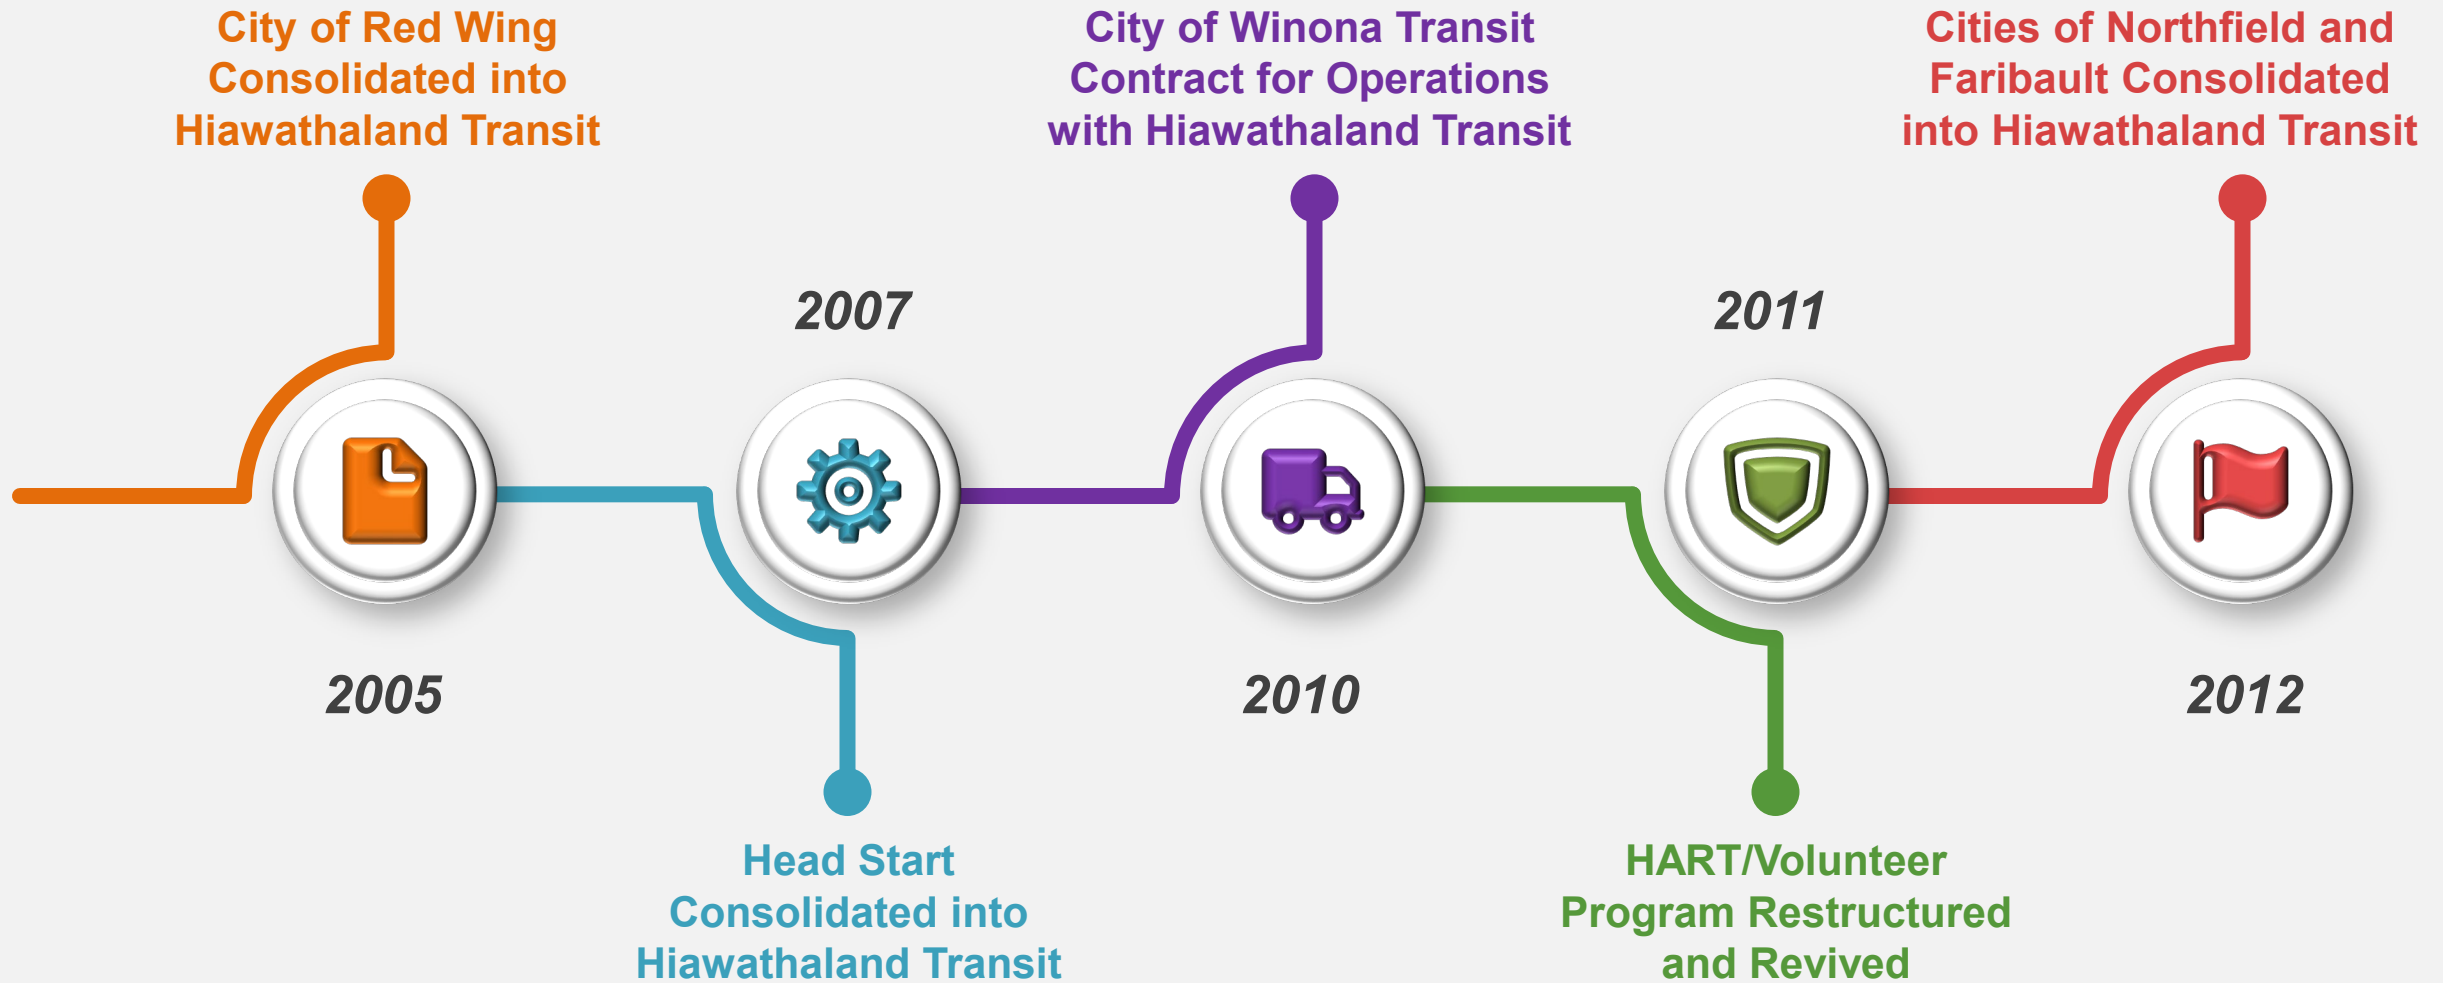 City of Red Wing
Consolidated into
Hiawathaland Transit
2005
2007
Head Start
Consolidated into
Hiawathaland Transit
City of Winona Transit
Contract for Operations
with Hiawathaland Transit
2010
2011
HART/Volunteer
Program Restructured
and Revived
Cities of Northfield and
Faribault Consolidated
into Hiawathaland Transit
2012